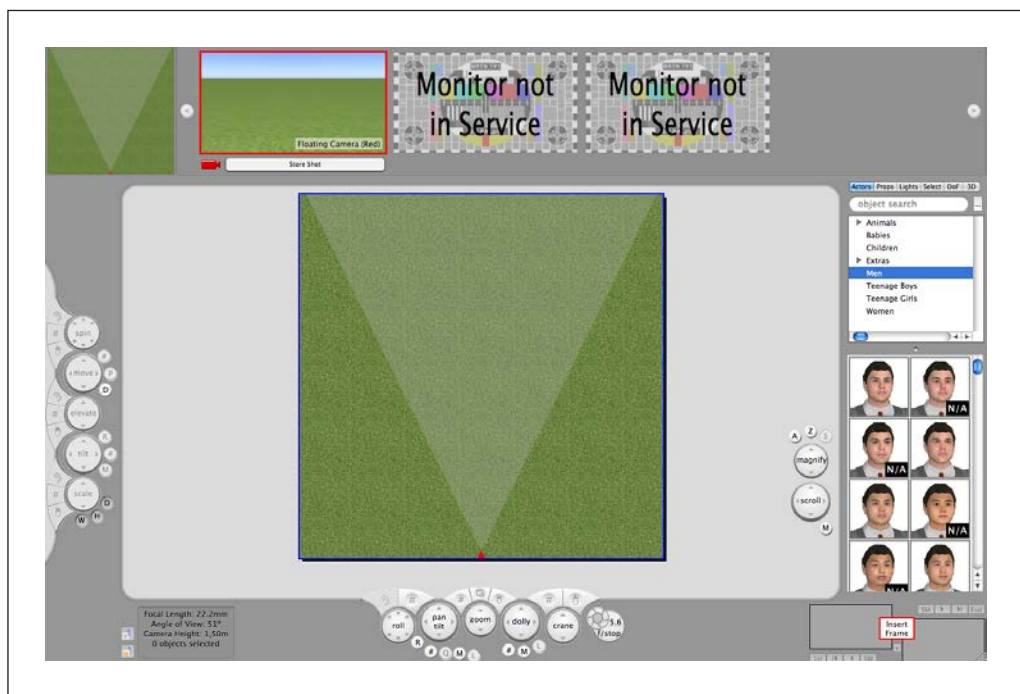 Monitor not
in Service
Monitor not
in Service
Floating Camera (Red)
Store Shot
Actors Props Lights Select DoF 3D
object search
Animals
Babies
Children
Extras
Men
Teenage Boys
Teenage Girls
Women
spin
move
# P D
elevate
tilt
R # M
scale
D H W
N/A
N/A
N/A
A Z S
magnify
scroll
M
Focal Length: 22.2mm
Angle of View: 51°
Camera Height: 1,50m
0 objects selected
roll
pan
tilt
zoom
dolly
crane
5.6
f/stop
R
# Q M L
# M L
Insert
Frame
End